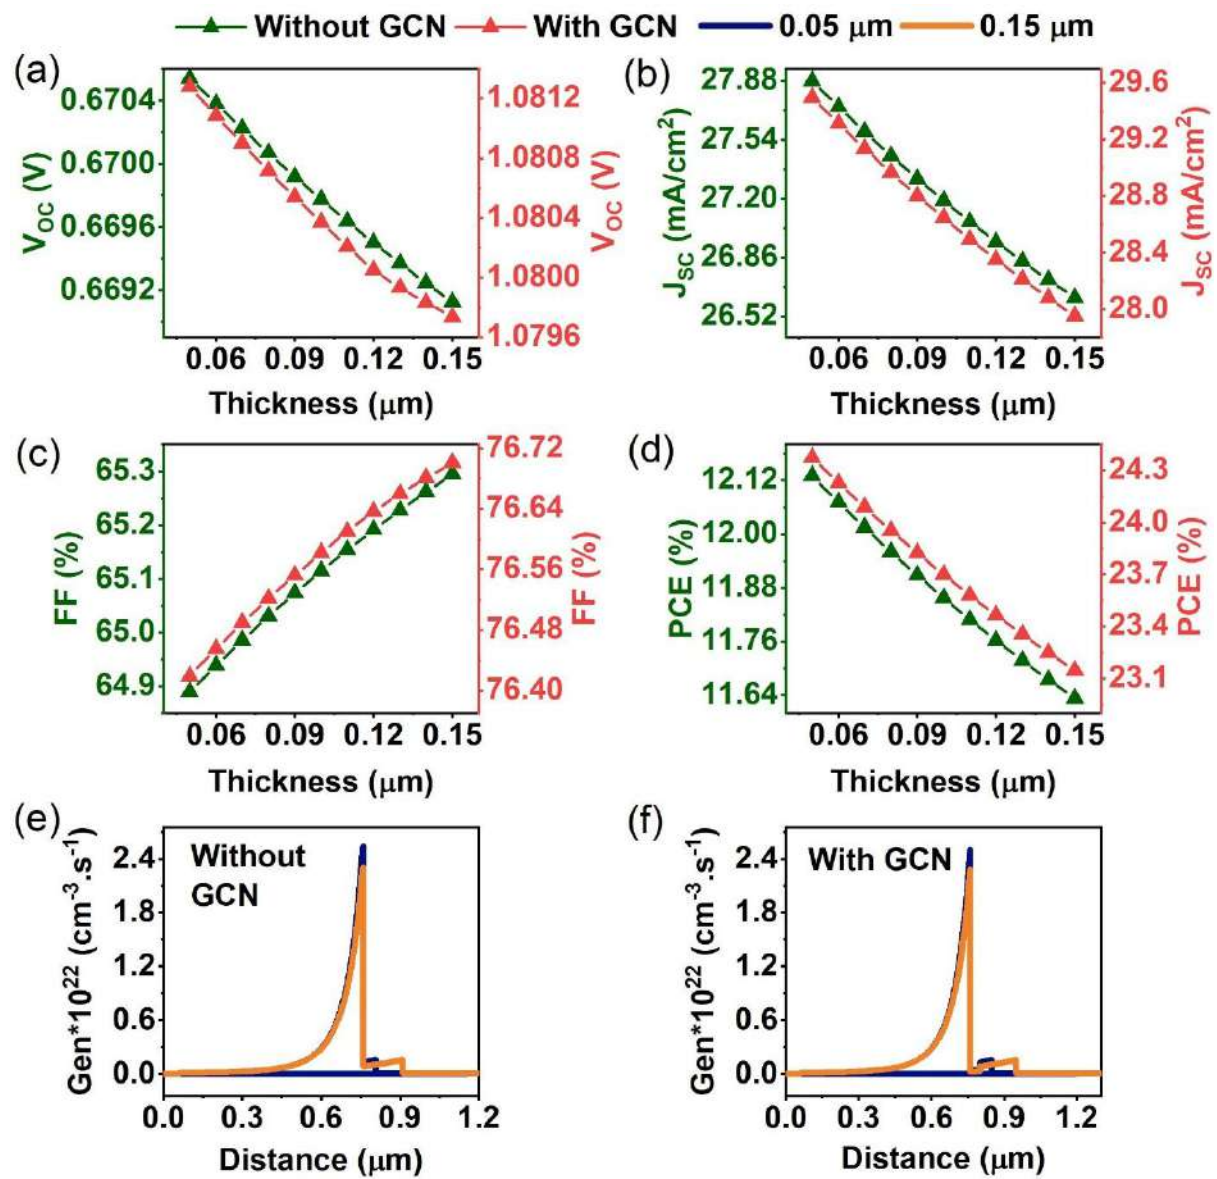 Without GCN With GCN 0.05 μm 0.15 μm
(a)
0.6704
0.6700
0.6696
0.6692
V_OC (V)
1.0812
1.0808
1.0804
1.0800
1.0796
V_OC (V)
0.06 0.09 0.12 0.15
Thickness (μm)
(b)
27.88
27.54
27.20
26.86
26.52
J_SC (mA/cm²)
29.6
29.2
28.8
28.4
28.0
J_SC (mA/cm²)
0.06 0.09 0.12 0.15
Thickness (μm)
(c)
65.3
65.2
65.1
65.0
64.9
FF (%)
76.72
76.64
76.56
76.48
76.40
FF (%)
0.06 0.09 0.12 0.15
Thickness (μm)
(d)
12.12
12.00
11.88
11.76
11.64
PCE (%)
24.3
24.0
23.7
23.4
23.1
PCE (%)
0.06 0.09 0.12 0.15
Thickness (μm)
(e)
Without
GCN
2.4
1.8
1.2
0.6
0.0
Gen*10²² (cm⁻³.s⁻¹)
0.0 0.3 0.6 0.9 1.2
Distance (μm)
(f)
With GCN
2.4
1.8
1.2
0.6
0.0
Gen*10²² (cm⁻³.s⁻¹)
0.0 0.3 0.6 0.9 1.2
Distance (μm)